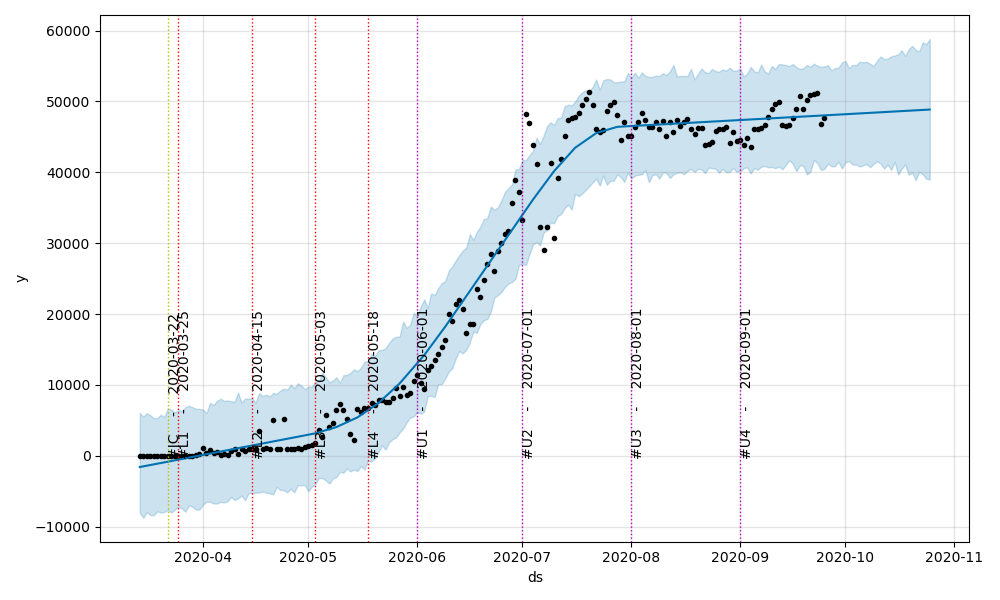 60000
50000
40000
30000
20000
10000
0
−10000
y
#JC - 2020-03-22
#L1 - 2020-03-25
#L2 - 2020-04-15
#L3 - 2020-05-03
#L4 - 2020-05-18
#U1 - 2020-06-01
#U2 - 2020-07-01
#U3 - 2020-08-01
#U4 - 2020-09-01
2020-04
2020-05
2020-06
2020-07
2020-08
2020-09
2020-10
2020-11
ds